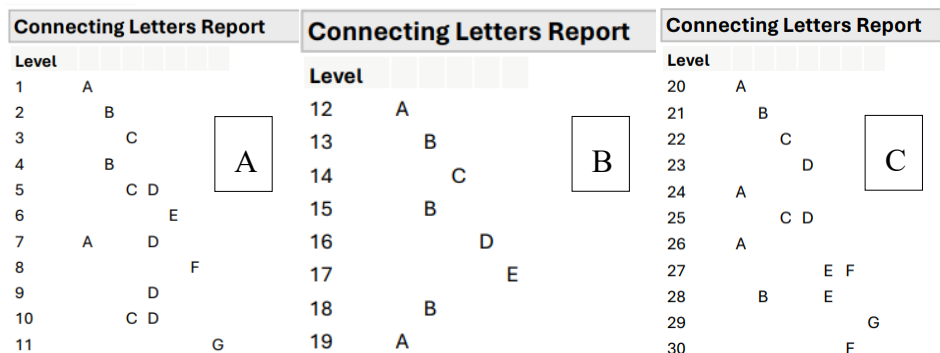 Connecting Letters Report
Level
1 A
2 B
3 C
4 B
5 C D
6 E
7 A D
8 F
9 D
10 C D
11 G
A
Connecting Letters Report
Level
12 A
13 B
14 C
15 B
16 D
17 E
18 B
19 A
B
Connecting Letters Report
Level
20 A
21 B
22 C
23 D
24 A
25 C D
26 A
27 E F
28 B E
29 G
30 F
C